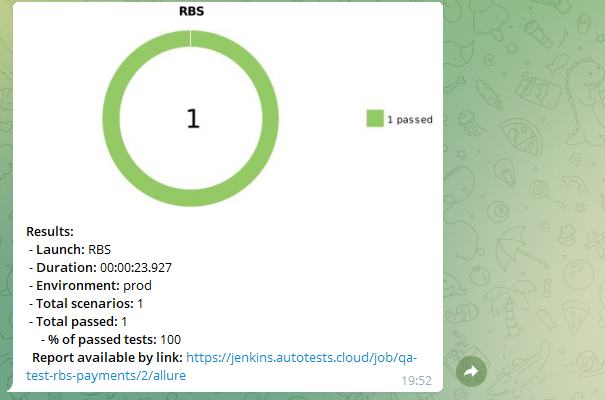 RBS
1
1 passed
Results:
- Launch: RBS
- Duration: 00:00:23.927
- Environment: prod
- Total scenarios: 1
- Total passed: 1
- % of passed tests: 100
Report available by link: https://jenkins.autotests.cloud/job/qa-
test-rbs-payments/2/allure
19:52